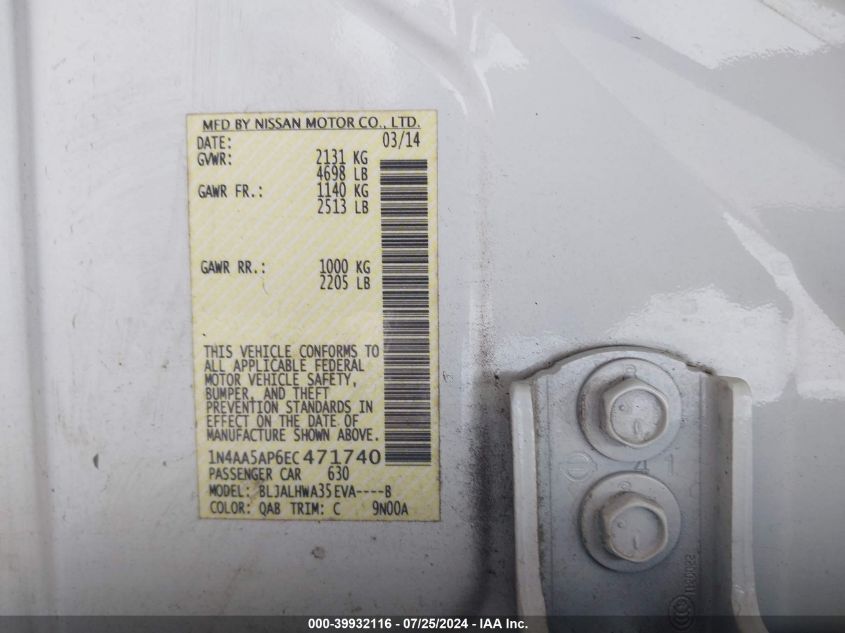 MFD BY NISSAN MOTOR CO., LTD.
DATE: 03/14
GVWR: 2131 KG
4698 LB
GAWR FR.: 1140 KG
2513 LB
GAWR RR.: 1000 KG
2205 LB
THIS VEHICLE CONFORMS TO
ALL APPLICABLE FEDERAL
MOTOR VEHICLE SAFETY,
BUMPER, AND THEFT
PREVENTION STANDARDS IN
EFFECT ON THE DATE OF
MANUFACTURE SHOWN ABOVE.
1N4AA5AP6EC471740
PASSENGER CAR 630
MODEL: BLJALHWA35EVA----B
COLOR: QAB TRIM: C 9N00A
41
000-39932116 - 07/25/2024 - IAA Inc.